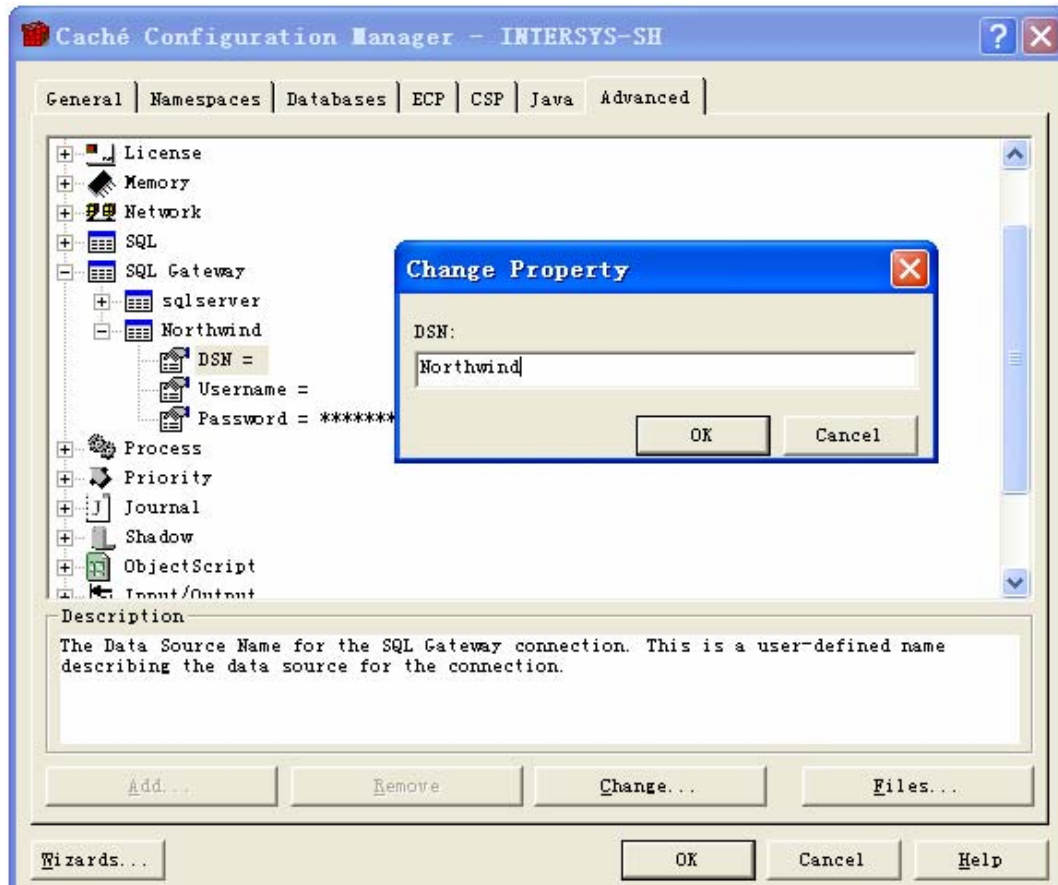 Caché Configuration Manager - INTERSYS-SH
General Namespaces Databases ECP CSP Java Advanced
License
Memory
Network
SQL
SQL Gateway
sqlserver
Northwind
DSN =
Username =
Password = *******
Process
Priority
Journal
Shadow
ObjectScript
Input/Output
Change Property
DSN:
Northwind
OK Cancel
Description
The Data Source Name for the SQL Gateway connection. This is a user-defined name
describing the data source for the connection.
Add... Remove Change... Files...
Wizards... OK Cancel Help